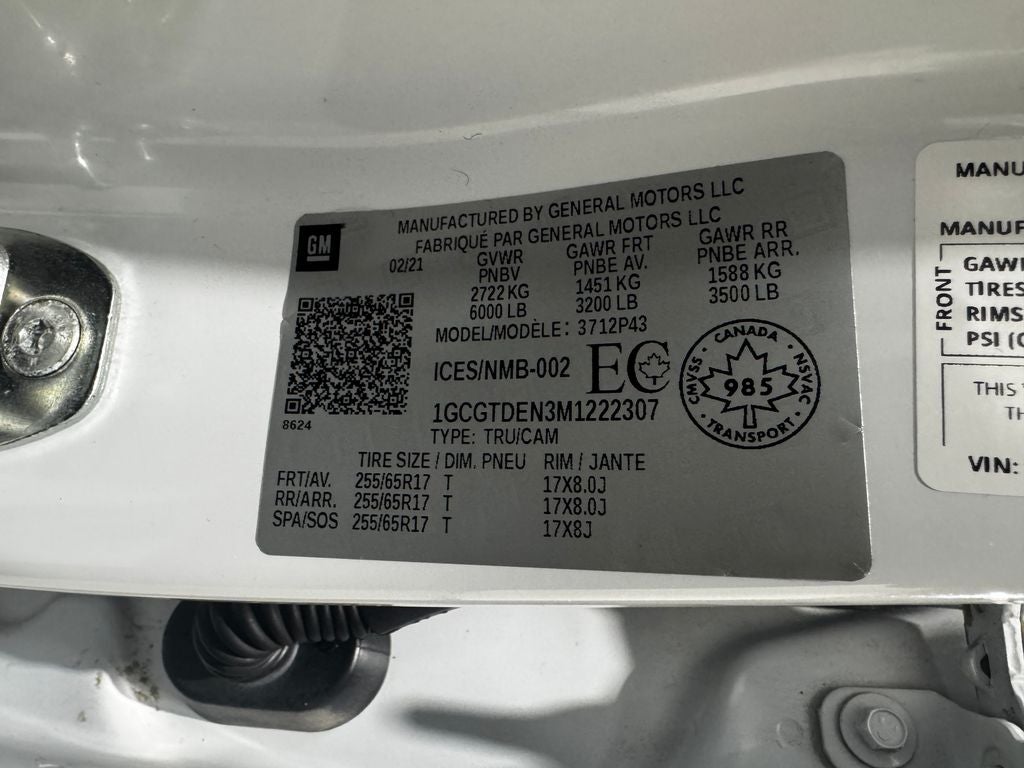 GM
MANUFACTURED BY GENERAL MOTORS LLC
FABRIQUÉ PAR GENERAL MOTORS LLC
02/21 GVWR GAWR FRT GAWR RR
PNBV PNBE AV. PNBE ARR.
2722 KG 1451 KG 1588 KG
6000 LB 3200 LB 3500 LB
MODEL/MODÈLE: 3712P43
ICES/NMB-002 EC
8624
1GCGTDEN3M1222307
TYPE: TRU/CAM
CANADA
CMVSS · NSVAC
985
TRANSPORT
TIRE SIZE / DIM. PNEU RIM / JANTE
FRT/AV. 255/65R17 T 17X8.0J
RR/ARR. 255/65R17 T 17X8.0J
SPA/SOS 255/65R17 T 17X8J
MANU
MANUF
FRONT
GAWR
TIRES
RIMS
PSI (
THIS
TH
VIN: